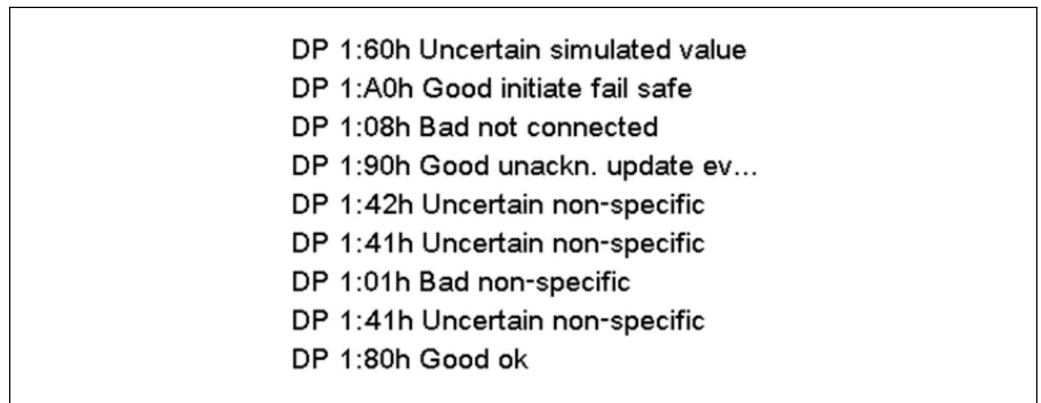 DP 1:60h Uncertain simulated value
DP 1:A0h Good initiate fail safe
DP 1:08h Bad not connected
DP 1:90h Good unackn. update ev...
DP 1:42h Uncertain non-specific
DP 1:41h Uncertain non-specific
DP 1:01h Bad non-specific
DP 1:41h Uncertain non-specific
DP 1:80h Good ok